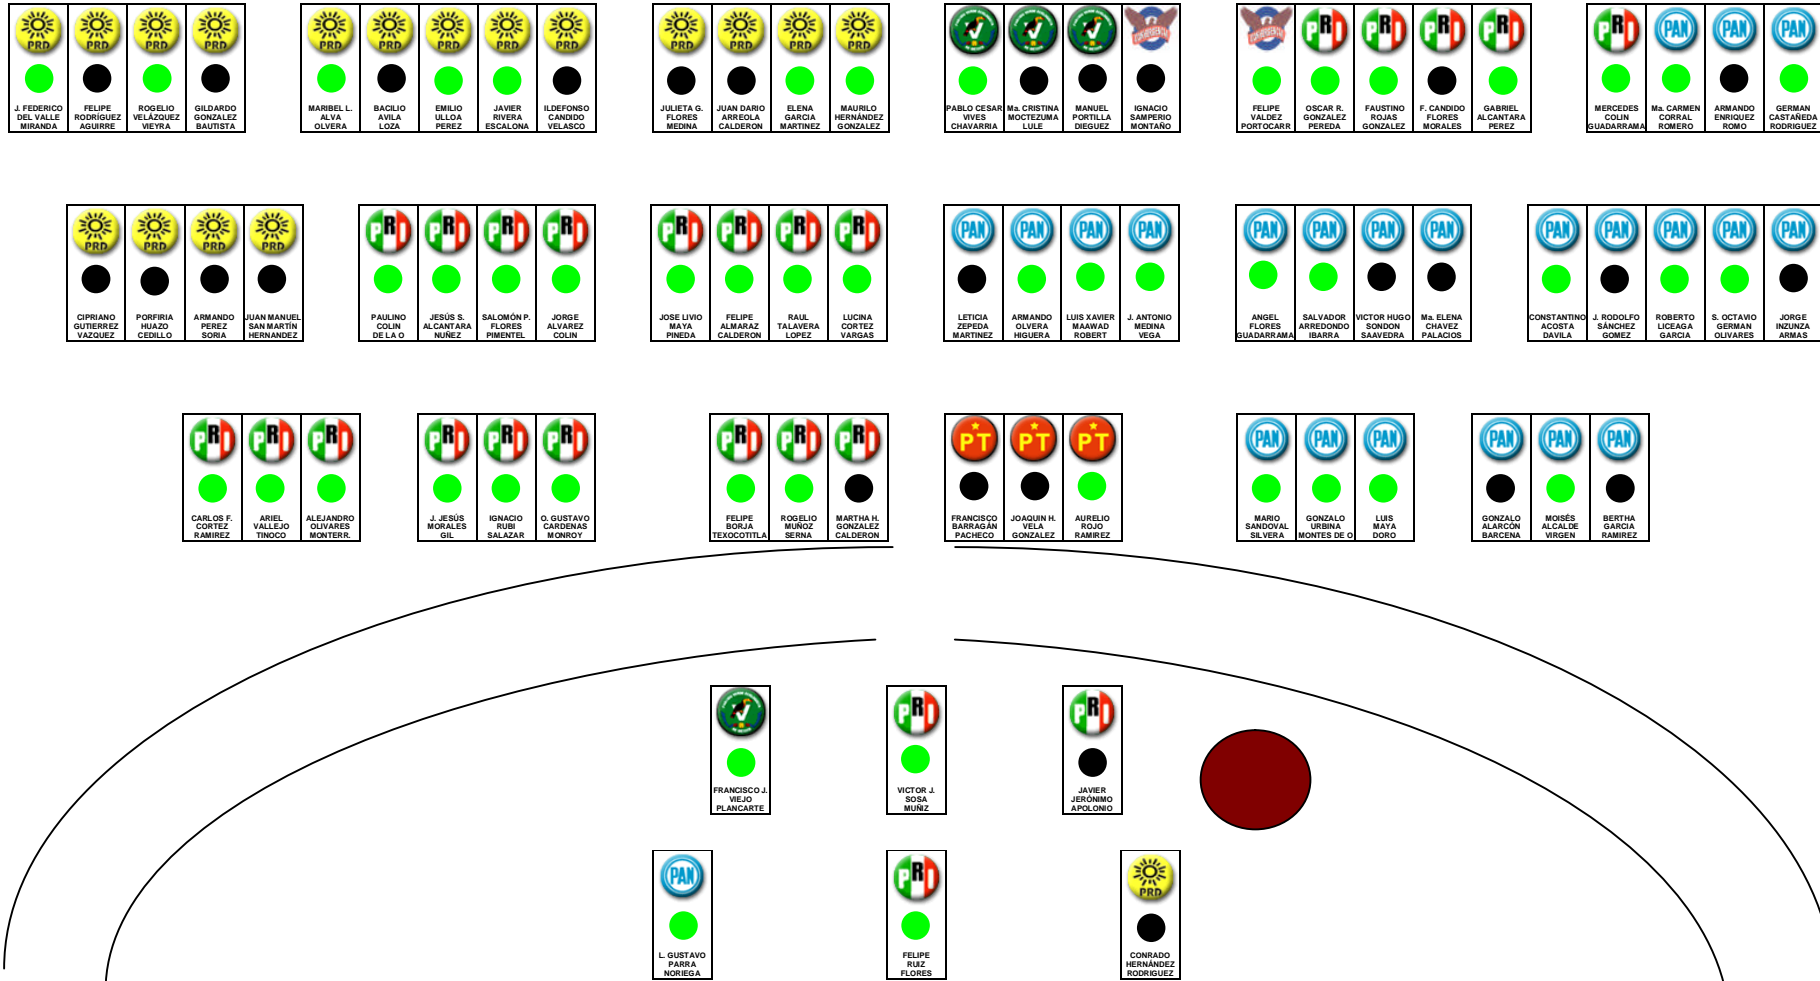 PRD PRD PRD PRD
J. FEDERICO DEL VALLE MIRANDA
FELIPE RODRÍGUEZ AGUIRRE
ROGELIO VELÁZQUEZ VIEYRA
GILDARDO GONZALEZ BAUTISTA
PRD PRD PRD PRD PRD
MARIBEL L. ALVA OLVERA
BACILIO AVILA LOZA
EMILIO ULLOA PEREZ
JAVIER RIVERA ESCALONA
ILDEFONSO CANDIDO VELASCO
PRD PRD PRD PRD
JULIETA G. FLORES MEDINA
JUAN DARIO ARREOLA CALDERON
ELENA GARCIA MARTINEZ
MAURILO HERNÁNDEZ GONZALEZ
CONVERGENCIA
PABLO CESAR VIVES CHAVARRIA
Ma. CRISTINA MOCTEZUMA LULE
MANUEL PORTILLA DIEGUEZ
IGNACIO SAMPERIO MONTAÑO
CONVERGENCIA PRI PRI PRI PRI
FELIPE VALDEZ PORTOCARR
OSCAR R. GONZALEZ PEREDA
FAUSTINO ROJAS GONZALEZ
F. CANDIDO FLORES MORALES
GABRIEL ALCANTARA PEREZ
PRI PAN PAN PAN
MERCEDES COLIN GUADARRAMA
Ma. CARMEN CORRAL ROMERO
ARMANDO ENRIQUEZ ROMO
GERMAN CASTAÑEDA RODRIGUEZ
PRD PRD PRD PRD
CIPRIANO GUTIERREZ VAZQUEZ
PORFIRIA HUAZO CEDILLO
ARMANDO PEREZ SORIA
JUAN MANUEL SAN MARTÍN HERNANDEZ
PRI PRI PRI PRI
PAULINO COLIN DE LA O
JESÚS S. ALCANTARA NUÑEZ
SALOMÓN P. FLORES PIMENTEL
JORGE ALVAREZ COLIN
PRI PRI PRI PRI
JOSE LIVIO MAYA PINEDA
FELIPE ALMARAZ CALDERON
RAUL TALAVERA LOPEZ
LUCINA CORTEZ VARGAS
PAN PAN PAN PAN
LETICIA ZEPEDA MARTINEZ
ARMANDO OLVERA HIGUERA
LUIS XAVIER MAAWAD ROBERT
J. ANTONIO MEDINA VEGA
PAN PAN PAN PAN
ANGEL FLORES GUADARRAMA
SALVADOR ARREDONDO IBARRA
VICTOR HUGO SONDON SAAVEDRA
Ma. ELENA CHAVEZ PALACIOS
PAN PAN PAN PAN PAN
CONSTANTINO ACOSTA DAVILA
J. RODOLFO SÁNCHEZ GOMEZ
ROBERTO LICEAGA GARCIA
S. OCTAVIO GERMAN OLIVARES
JORGE INZUNZA ARMAS
PRI PRI PRI
CARLOS F. CORTEZ RAMIREZ
ARIEL VALLEJO TINOCO
ALEJANDRO OLIVARES MONTERR.
PRI PRI PRI
J. JESÚS MORALES GIL
IGNACIO RUBI SALAZAR
O. GUSTAVO CARDENAS MONROY
PRI PRI PRI
FELIPE BORJA TEXOCOTITLA
ROGELIO MUÑOZ SERNA
MARTHA H. GONZALEZ CALDERON
PT PT PT
FRANCISCO BARRAGÁN PACHECO
JOAQUIN H. VELA GONZALEZ
AURELIO ROJO RAMIREZ
PAN PAN PAN
MARIO SANDOVAL SILVERA
GONZALO URBINA MONTES DE O
LUIS MAYA DORO
PAN PAN PAN
GONZALO ALARCÓN BARCENA
MOISÉS ALCALDE VIRGEN
BERTHA GARCIA RAMIREZ
FRANCISCO J. VIEJO PLANCARTE
PRI
VICTOR J. SOSA MUÑIZ
PRI
JAVIER JERÓNIMO APOLONIO
PAN
L. GUSTAVO PARRA NORIEGA
PRI
FELIPE RUIZ FLORES
PRD
CONRADO HERNÁNDEZ RODRIGUEZ